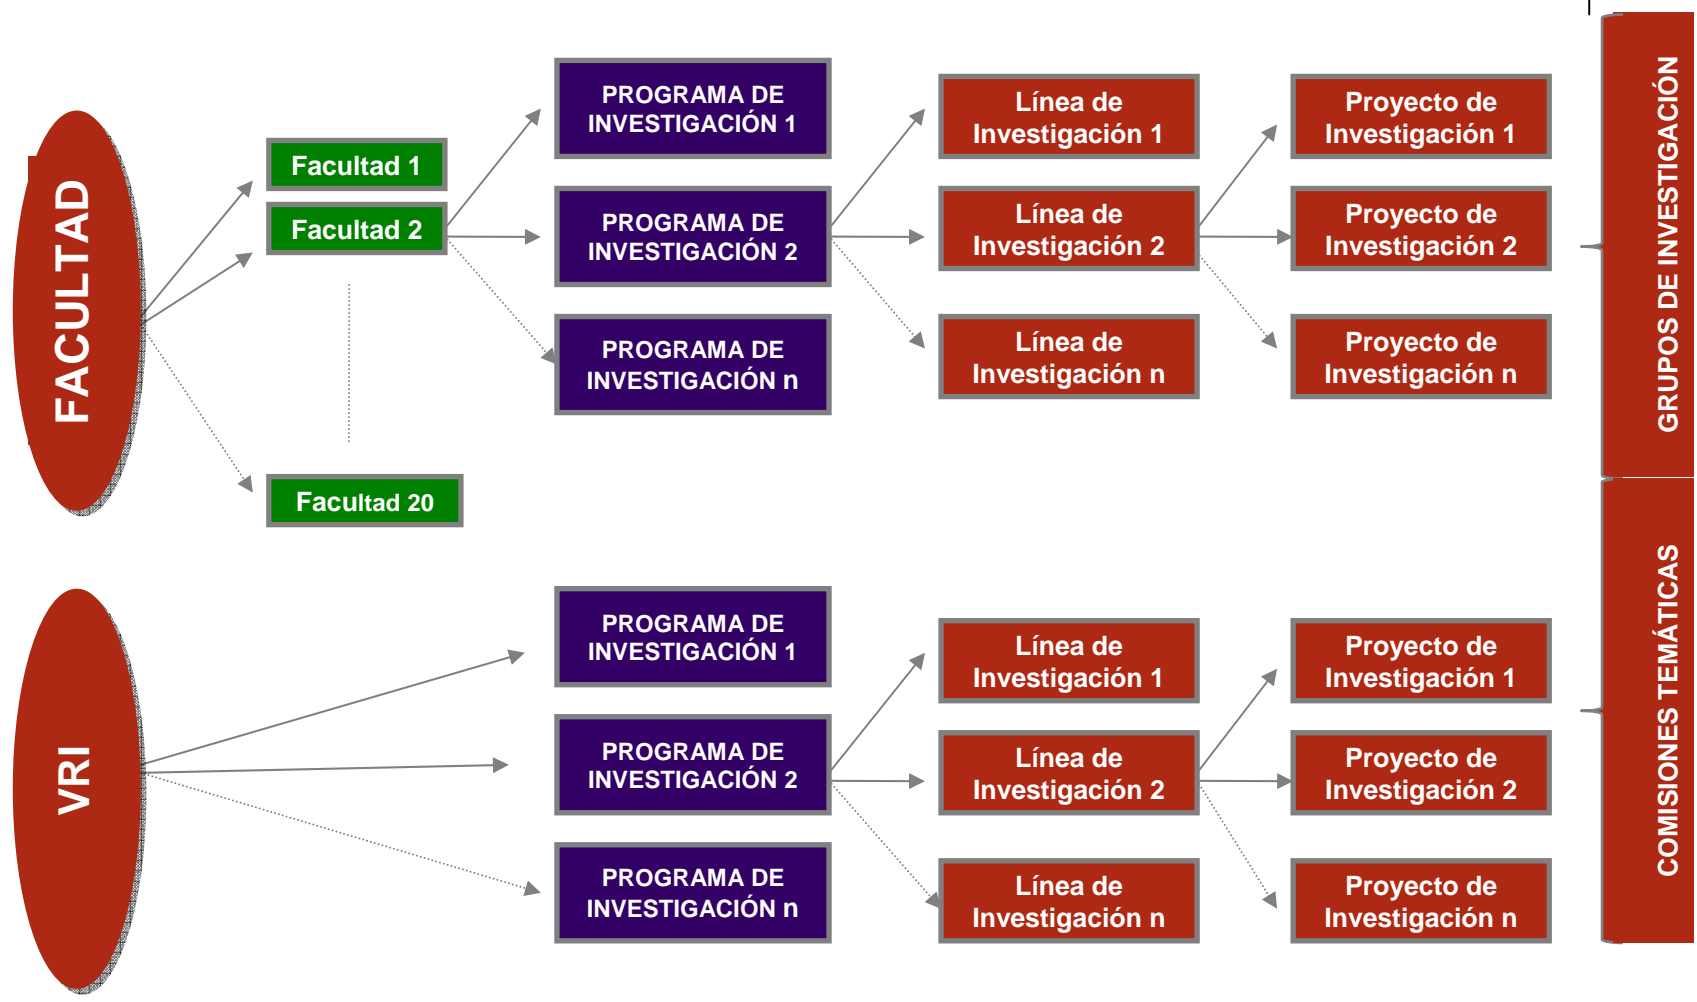 FACULTAD
Facultad 1
Facultad 2
Facultad 20
PROGRAMA DE
INVESTIGACIÓN 1
PROGRAMA DE
INVESTIGACIÓN 2
PROGRAMA DE
INVESTIGACIÓN n
Línea de
Investigación 1
Línea de
Investigación 2
Línea de
Investigación n
Proyecto de
Investigación 1
Proyecto de
Investigación 2
Proyecto de
Investigación n
GRUPOS DE INVESTIGACIÓN
VRI
PROGRAMA DE
INVESTIGACIÓN 1
PROGRAMA DE
INVESTIGACIÓN 2
PROGRAMA DE
INVESTIGACIÓN n
Línea de
Investigación 1
Línea de
Investigación 2
Línea de
Investigación n
Proyecto de
Investigación 1
Proyecto de
Investigación 2
Proyecto de
Investigación n
COMISIONES TEMÁTICAS